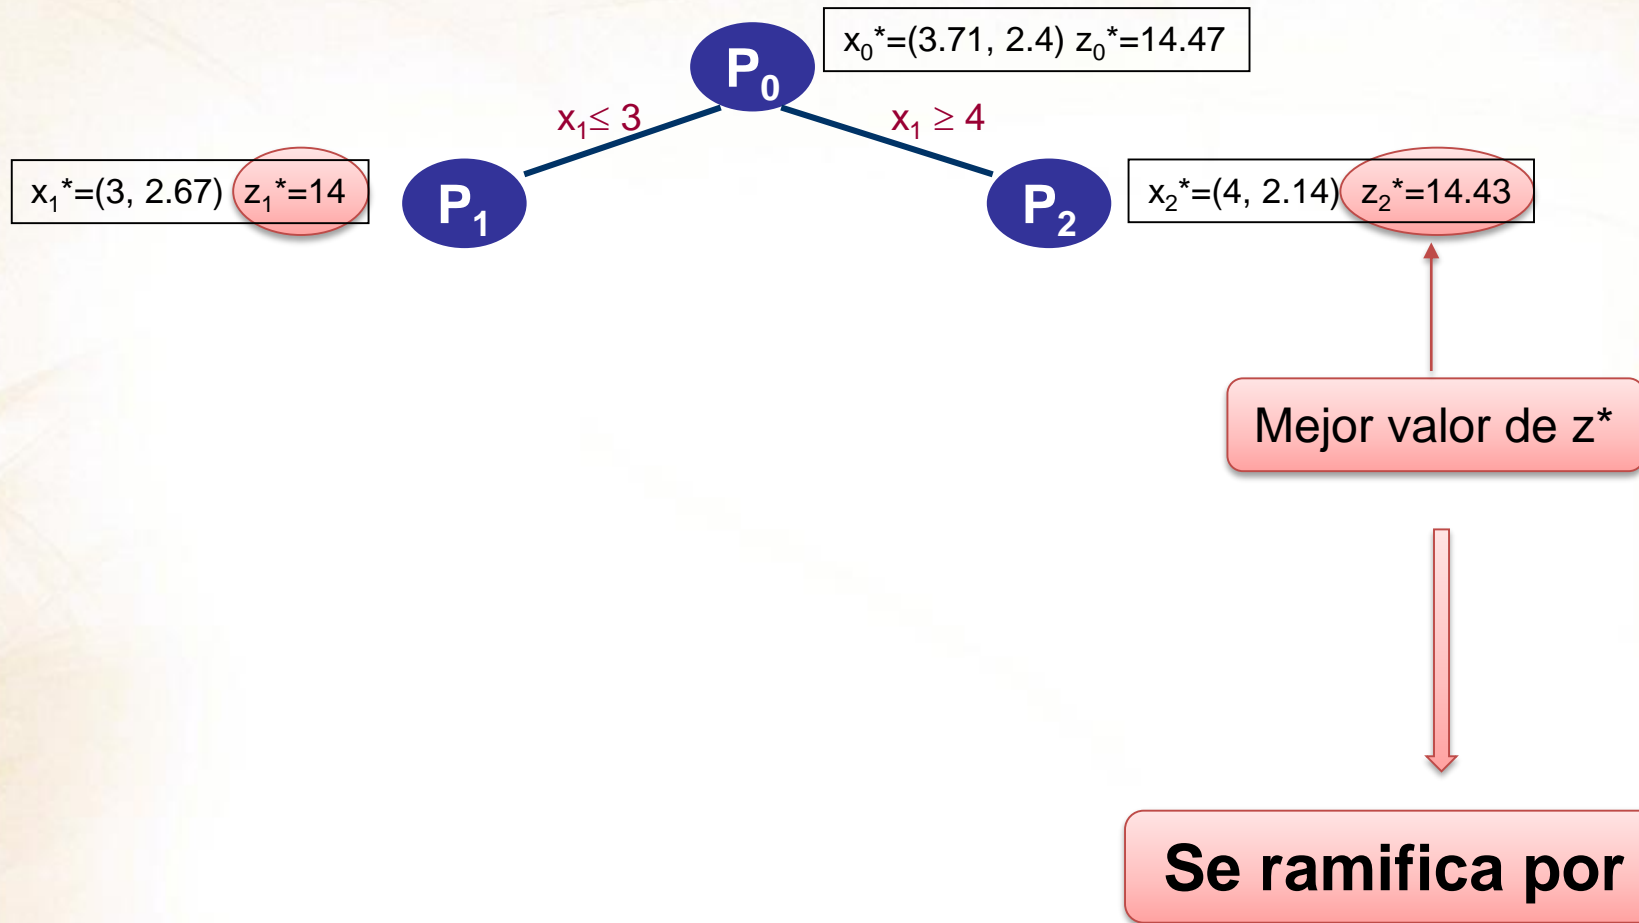 x₀*=(3.71, 2.4) z₀*=14.47
P₀
x₁≤ 3
x₁ ≥ 4
x₁*=(3, 2.67) z₁*=14
P₁
P₂
x₂*=(4, 2.14) z₂*=14.43
Mejor valor de z*
Se ramifica por